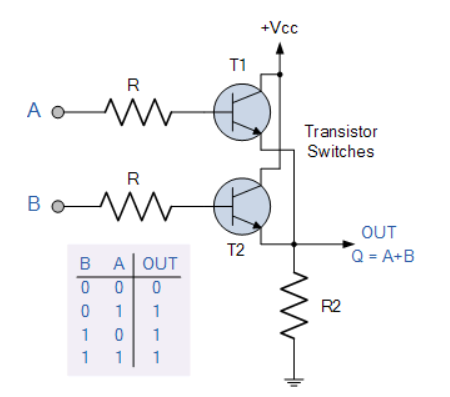 +Vcc
T1
R
A
Transistor
Switches
R
B
T2
OUT
Q = A+B
B A OUT
0 0 0
0 1 1
1 0 1
1 1 1
R2